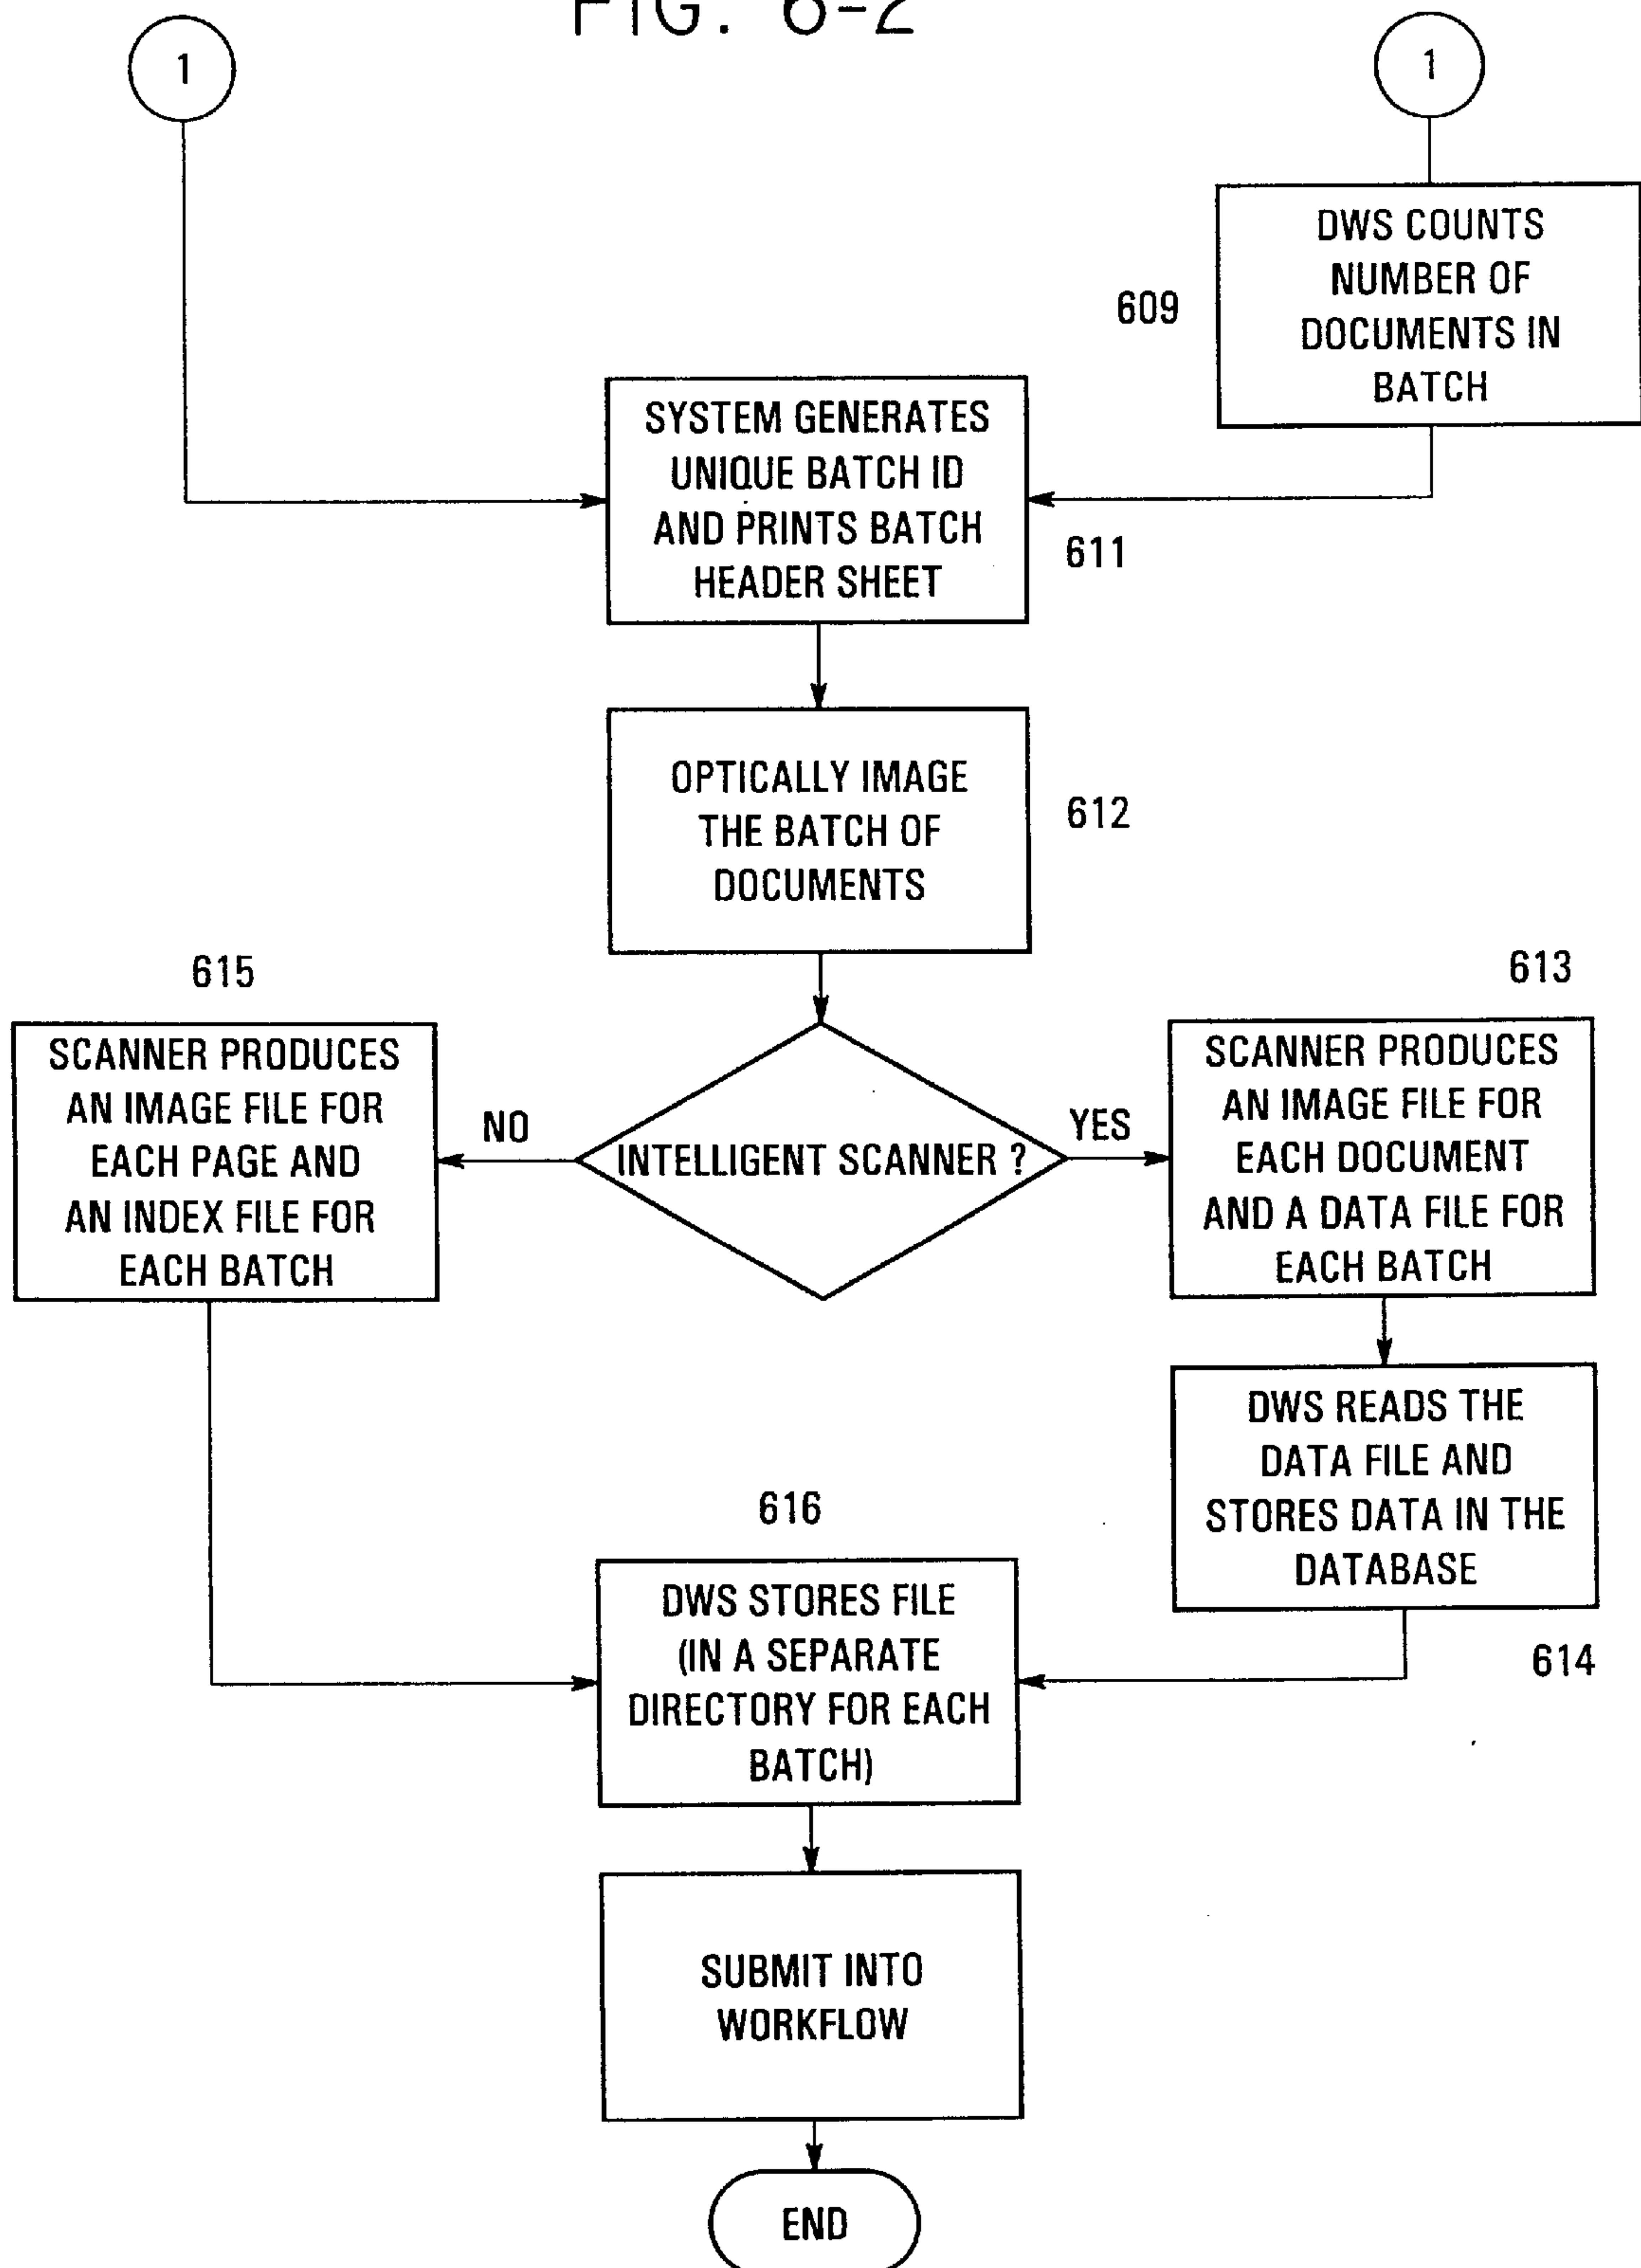 FIG. 6-2
1
1
DWS COUNTS
NUMBER OF
DOCUMENTS IN
BATCH
609
SYSTEM GENERATES
UNIQUE BATCH ID
AND PRINTS BATCH
HEADER SHEET
611
OPTICALLY IMAGE
THE BATCH OF
DOCUMENTS
612
615
SCANNER PRODUCES
AN IMAGE FILE FOR
EACH PAGE AND
AN INDEX FILE FOR
EACH BATCH
NO
INTELLIGENT SCANNER ?
YES
613
SCANNER PRODUCES
AN IMAGE FILE FOR
EACH DOCUMENT
AND A DATA FILE FOR
EACH BATCH
DWS READS THE
DATA FILE AND
STORES DATA IN THE
DATABASE
614
616
DWS STORES FILE
(IN A SEPARATE
DIRECTORY FOR EACH
BATCH)
SUBMIT INTO
WORKFLOW
END